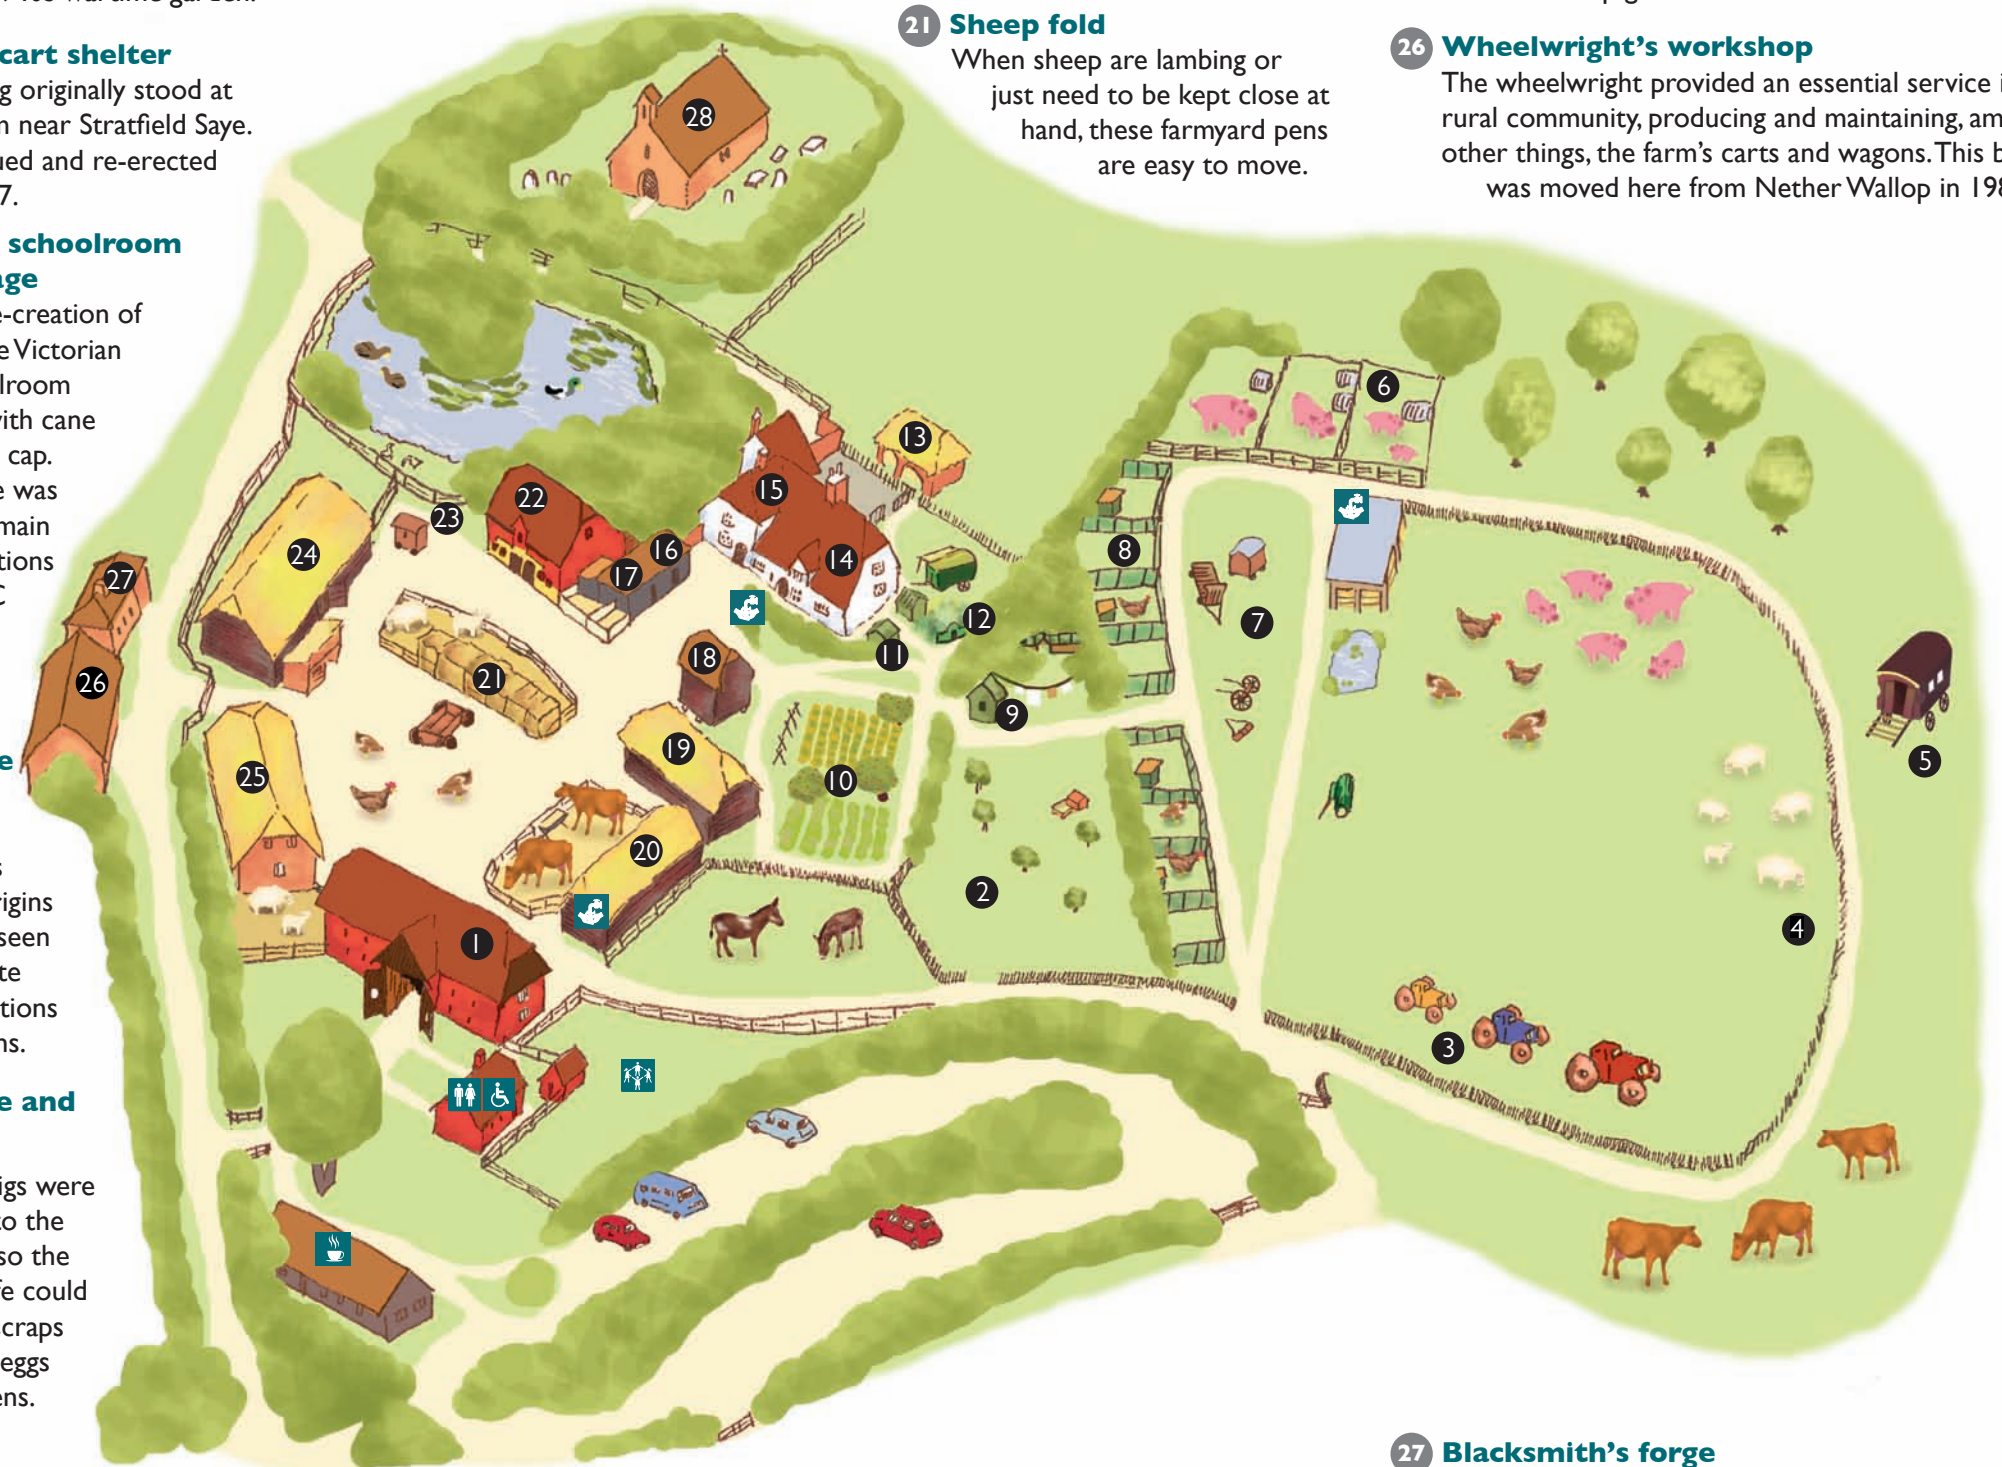 cart shelter
g originally stood at
n near Stratfield Saye.
ued and re-erected
7.
schoolroom
age
e-creation of
e Victorian
lroom
with cane
cap.
e was
main
tions
e
s
rigins
seen
te
tions
ns.
e and
igs were
to the
so the
fe could
scraps
eggs
ens.
21 Sheep fold
When sheep are lambing or
just need to be kept close at
hand, these farmyard pens
are easy to move.
26 Wheelwright's workshop
The wheelwright provided an essential service i
rural community, producing and maintaining, am
other things, the farm's carts and wagons. This b
was moved here from Nether Wallop in 198
28
6
13
15
22
23
16
14
24
17
8
27
12
7
11
18
26
21
9
19
5
25
10
20
2
4
1
3
27 Blacksmith's forge